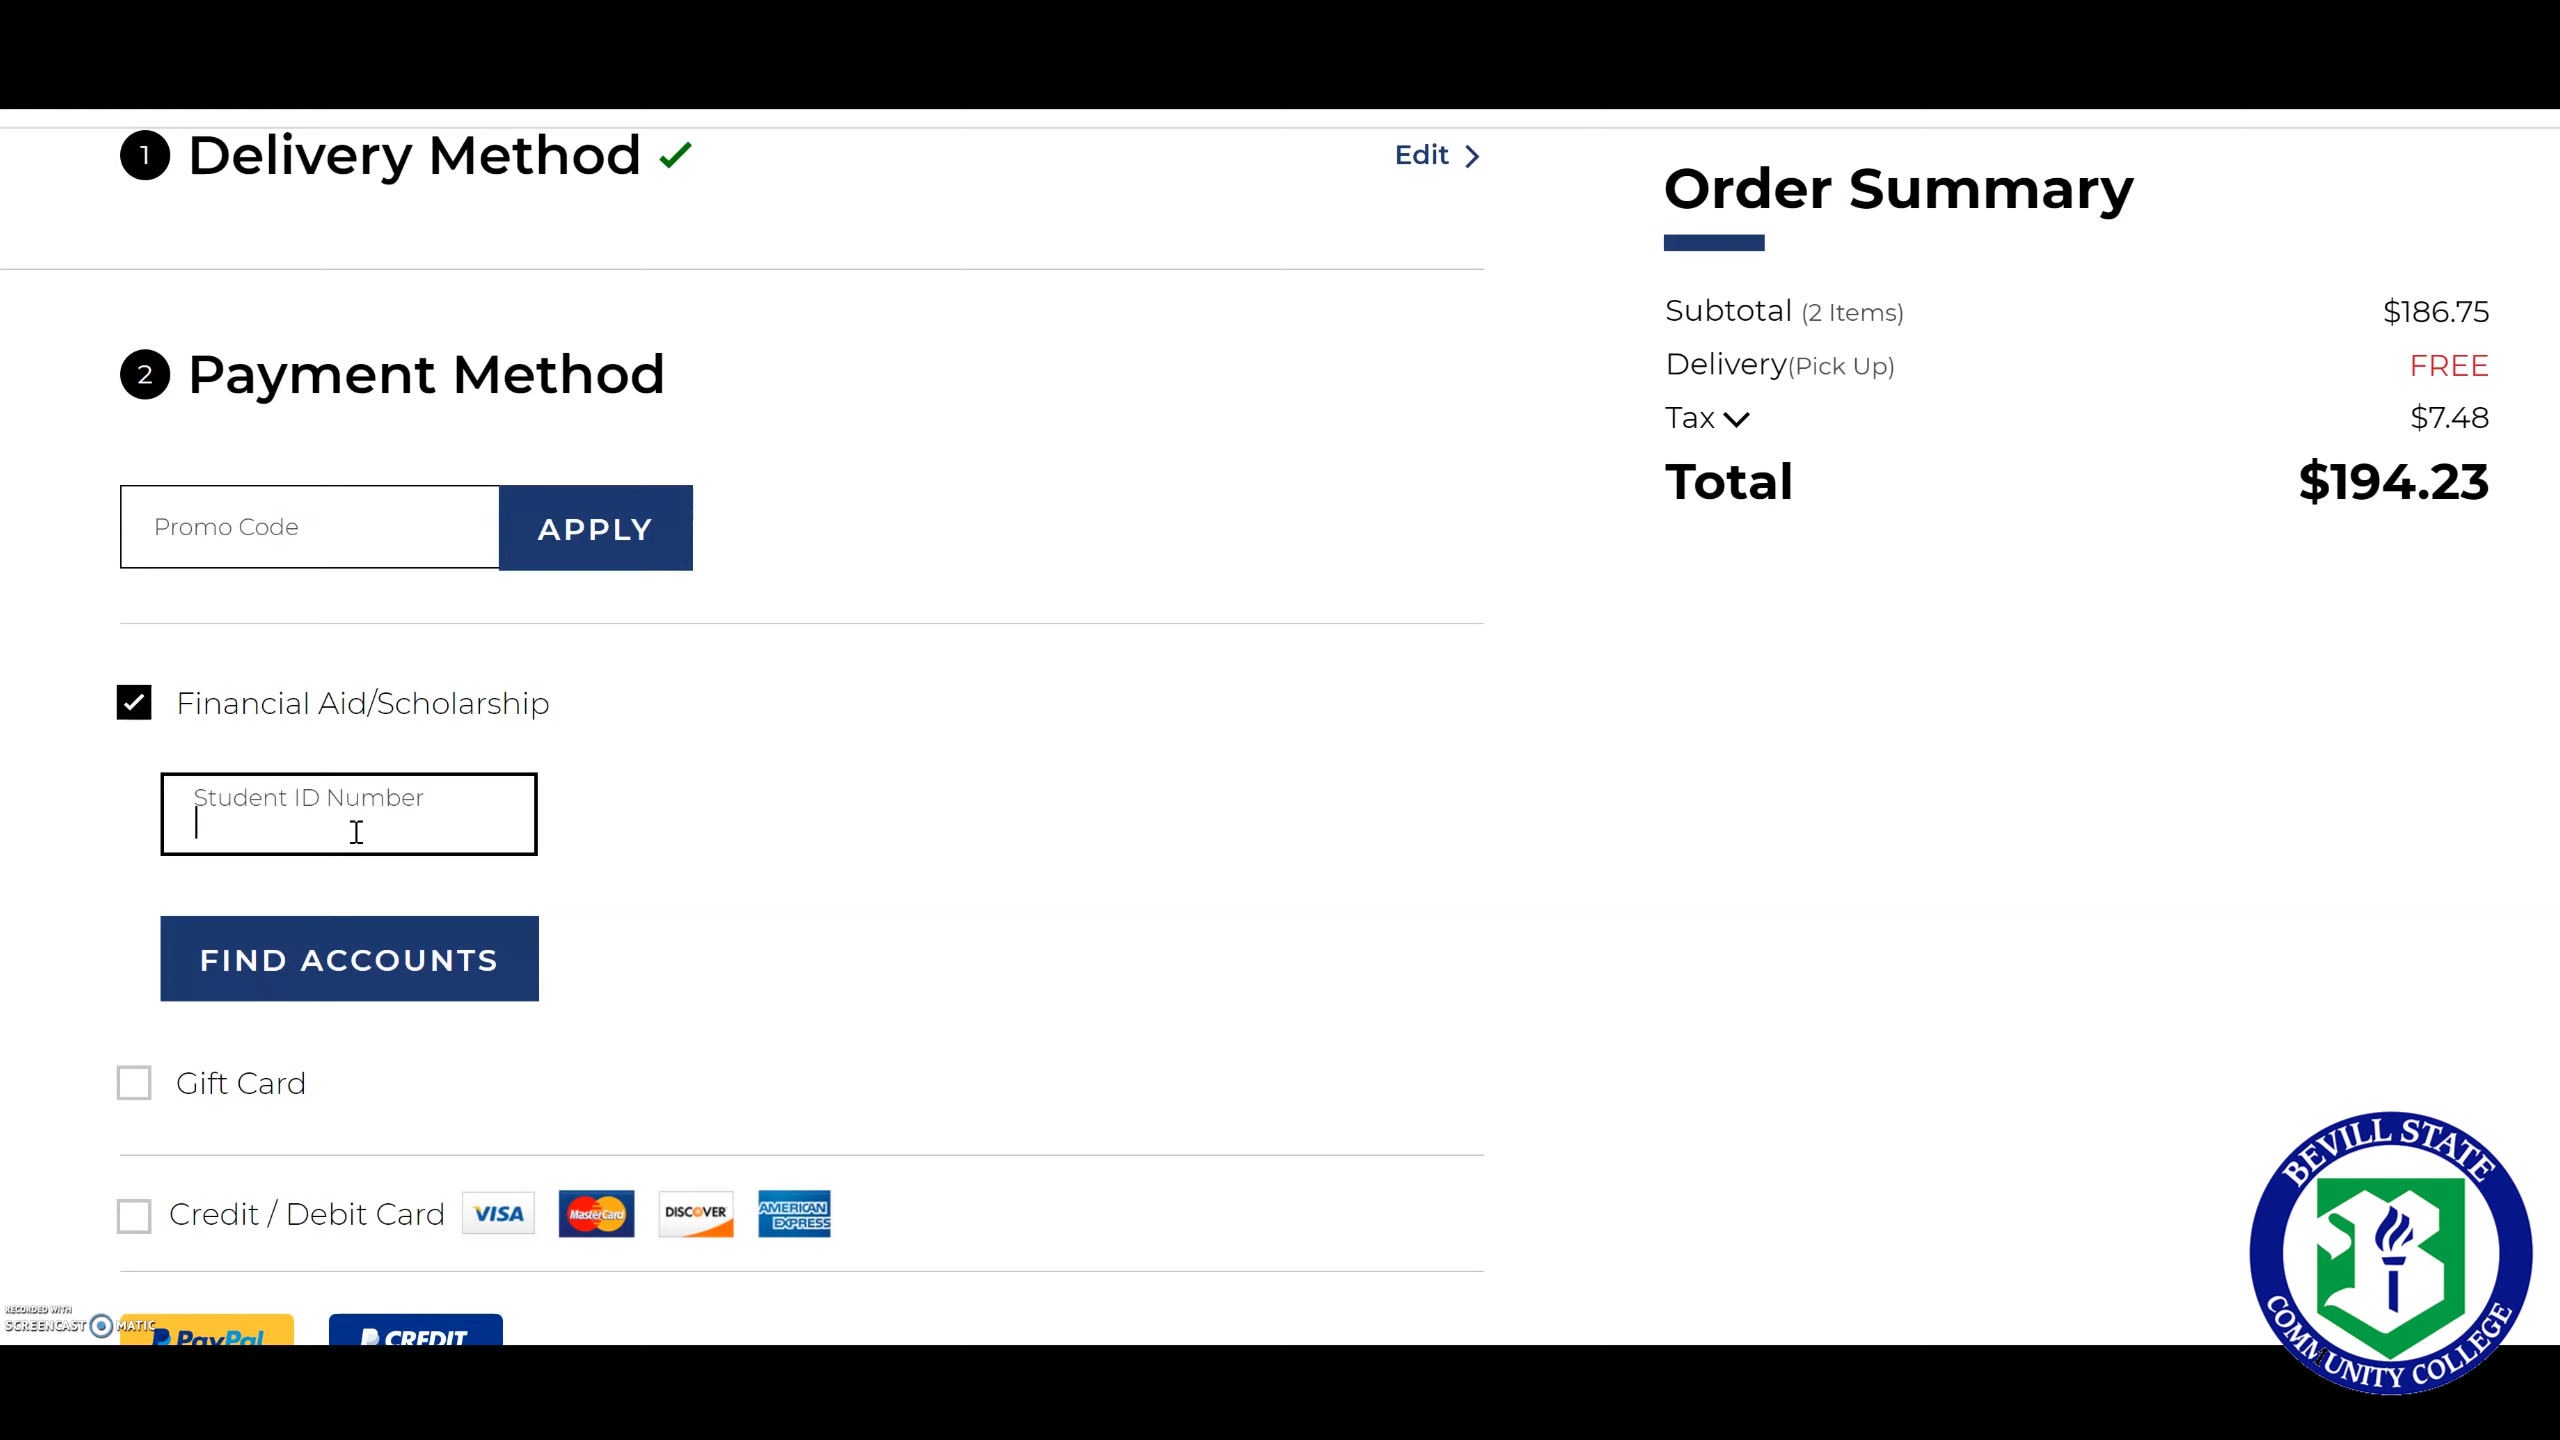 1 Delivery Method
Edit
2 Payment Method
Promo Code
APPLY
Financial Aid/Scholarship
Student ID Number
FIND ACCOUNTS
Gift Card
Credit / Debit Card VISA MasterCard DISCOVER AMERICAN EXPRESS
PayPal
CREDIT
Order Summary
Subtotal (2 Items) $186.75
Delivery(Pick Up) FREE
Tax $7.48
Total $194.23
RECORDED WITH
SCREENCAST MATIC
BEVILL STATE
COMMUNITY COLLEGE